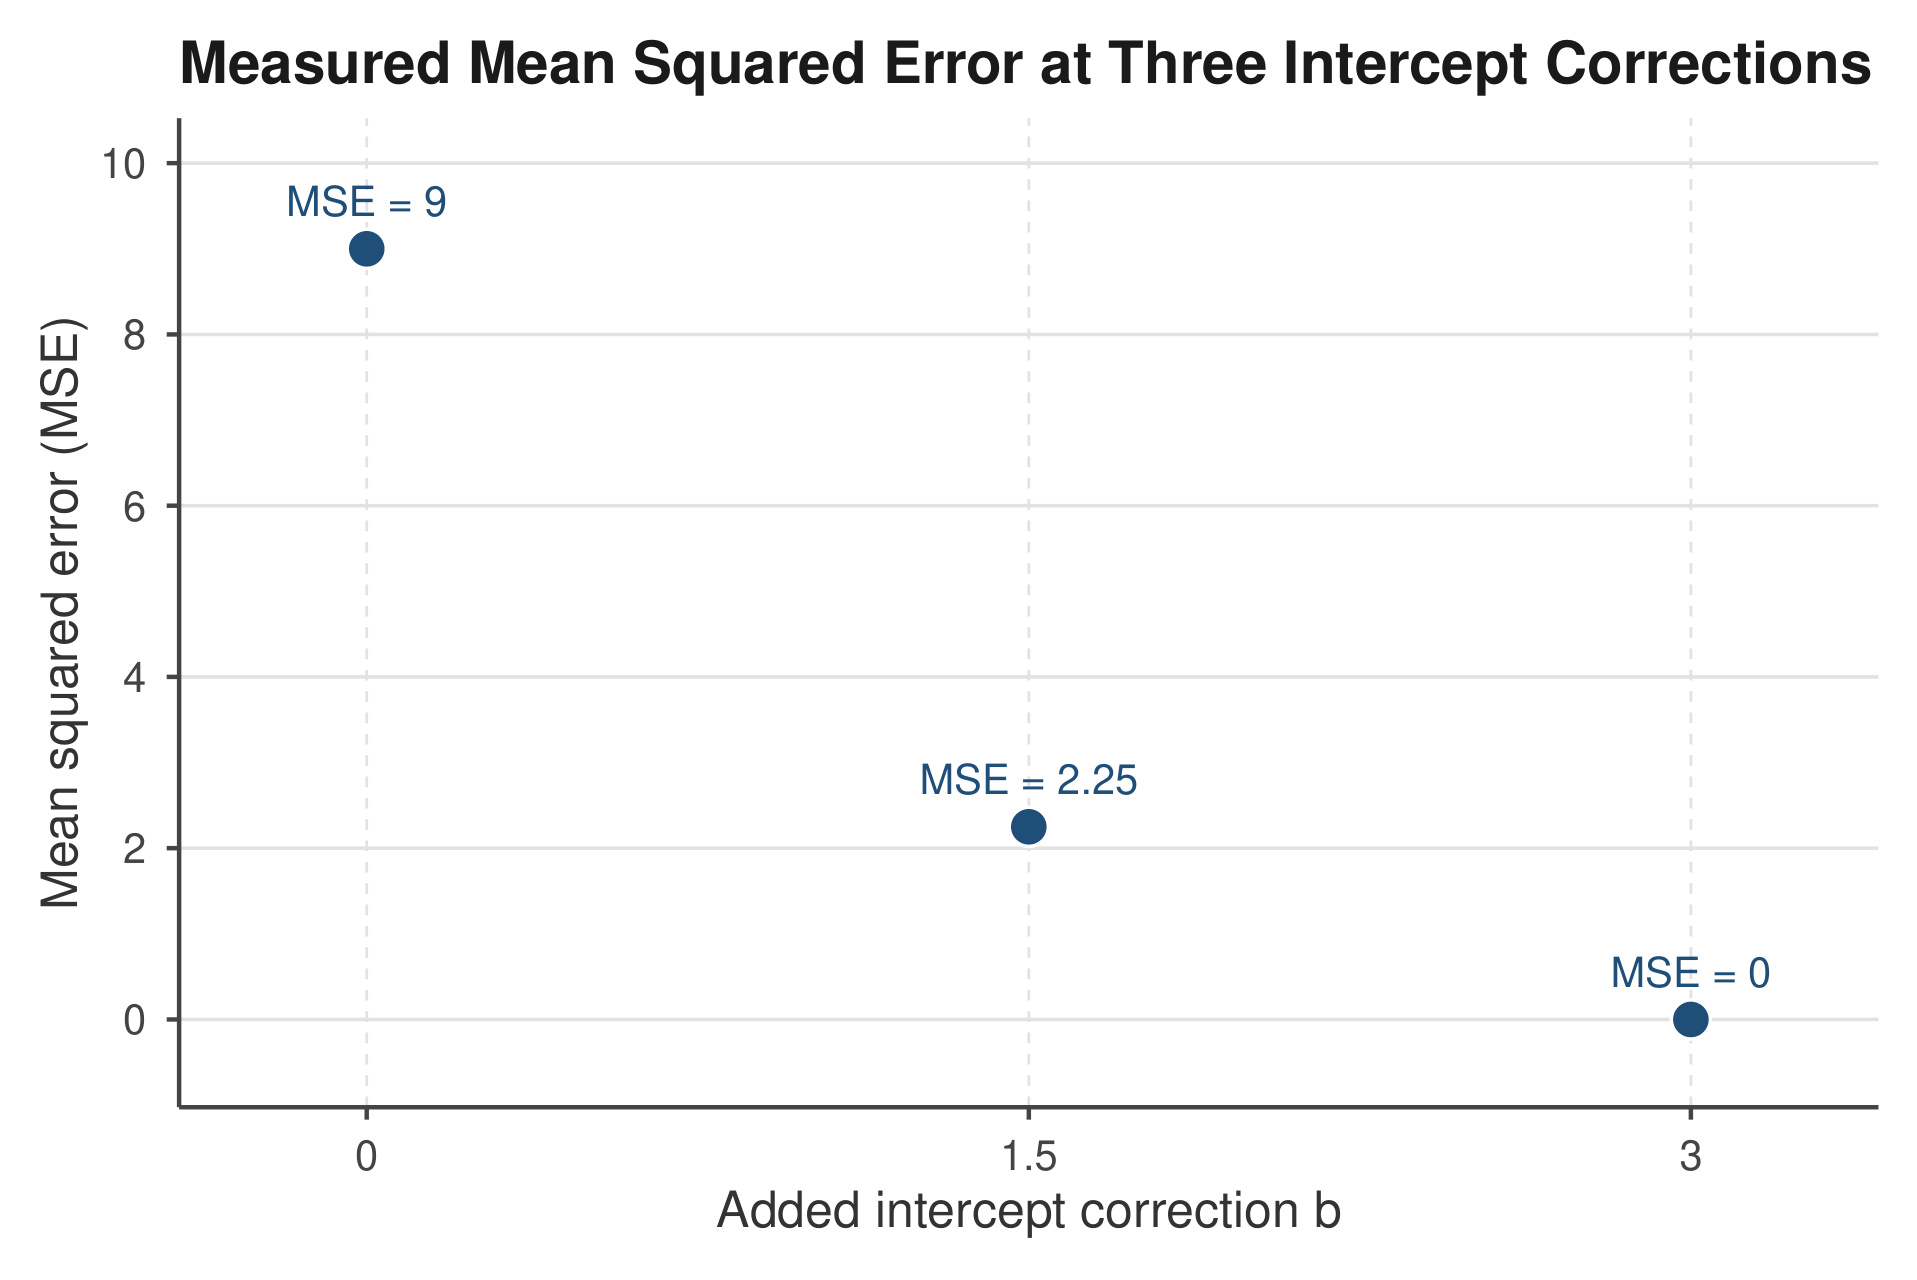 Measured Mean Squared Error at Three Intercept Corrections
Mean squared error (MSE)
10
8
6
4
2
0
MSE = 9
MSE = 2.25
MSE = 0
0
1.5
3
Added intercept correction b